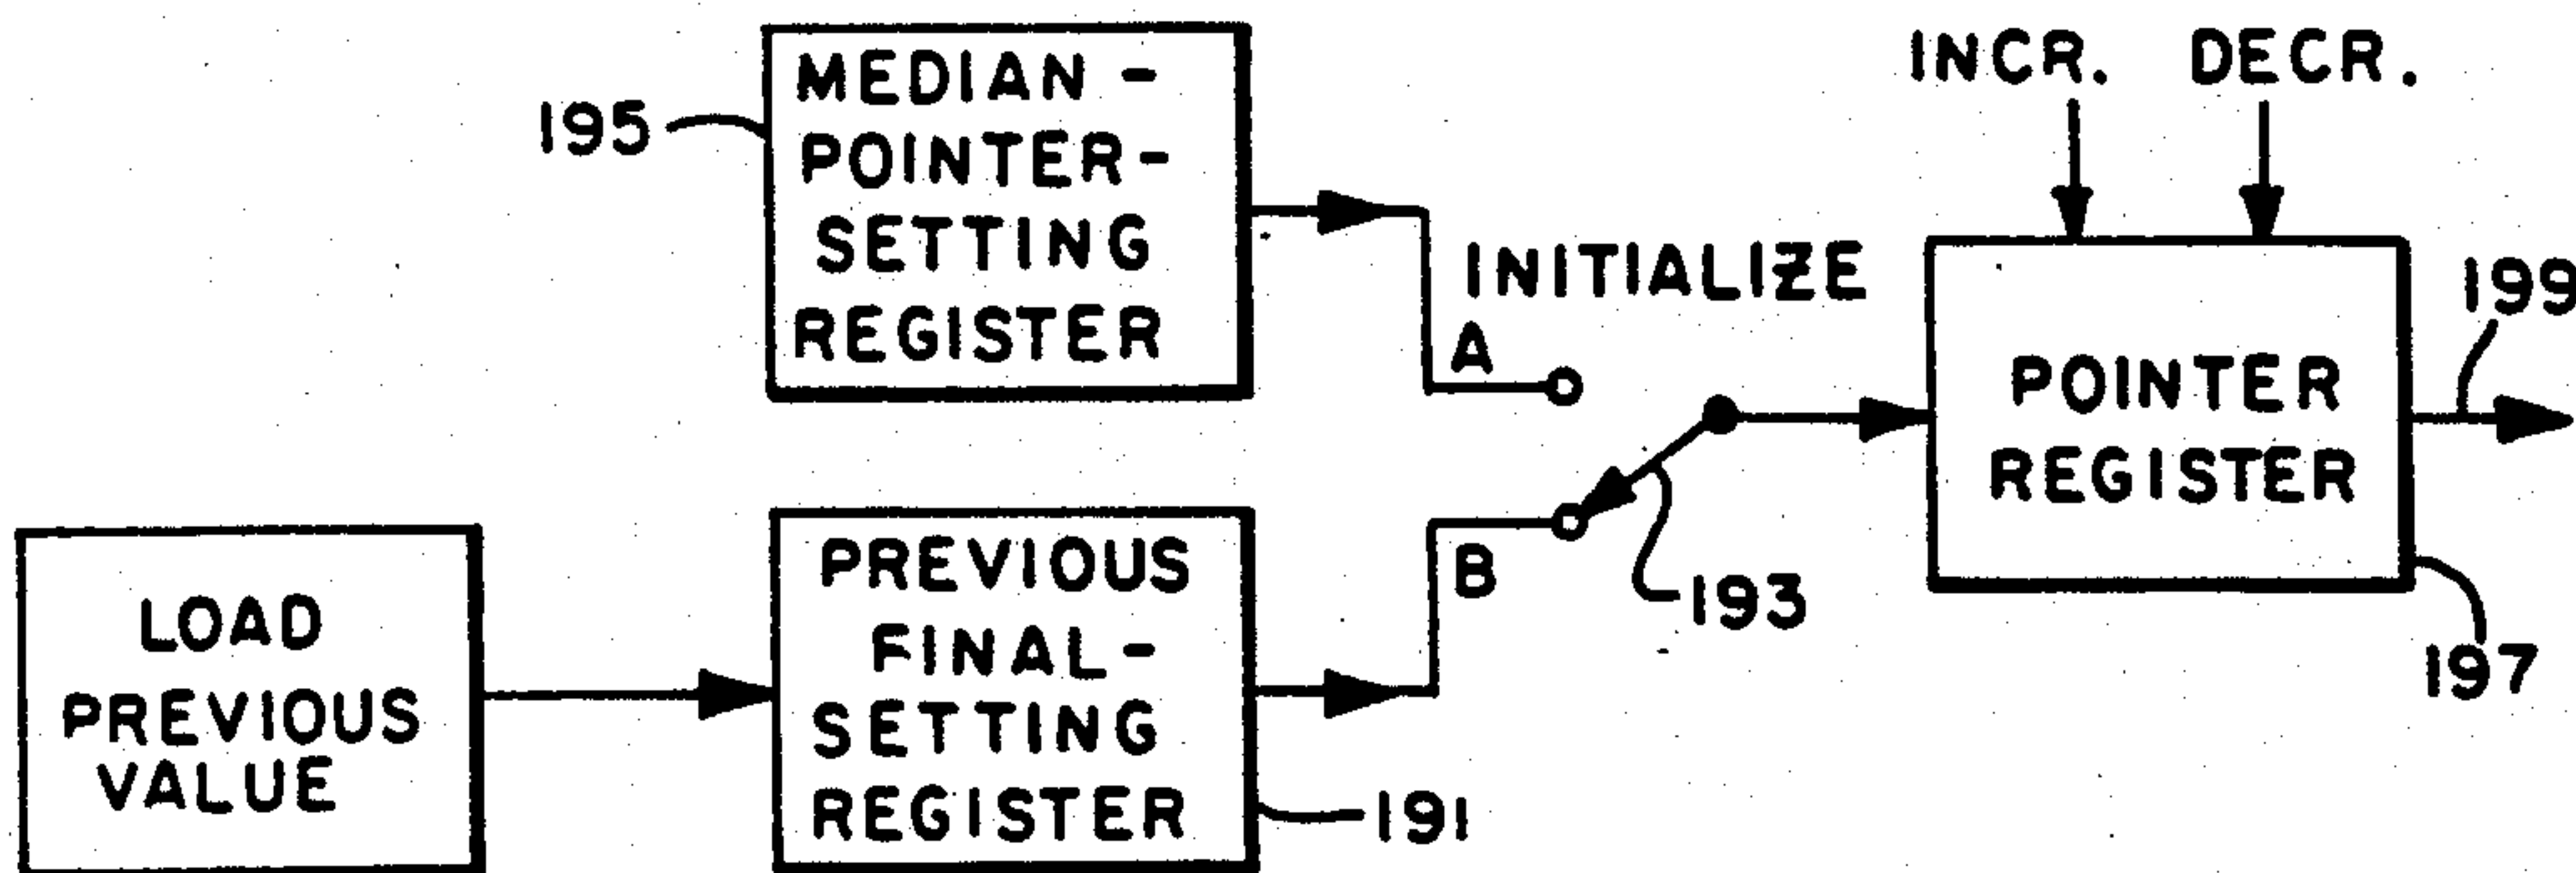 195
MEDIAN -
POINTER-
SETTING
REGISTER
INCR. DECR.
INITIALIZE
A
B
193
POINTER
REGISTER
199
197
LOAD
PREVIOUS
VALUE
PREVIOUS
FINAL-
SETTING
REGISTER
191